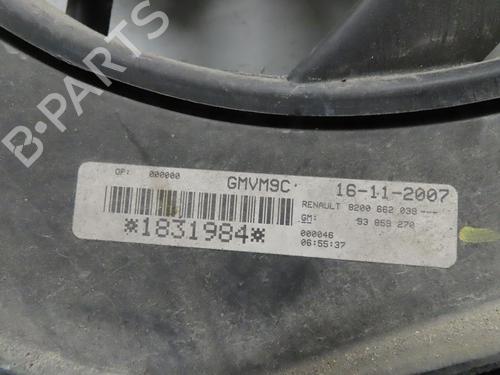 B-PARTS
OP: 000000 GMVM9C. 16-11-2007
RENAULT 8200 662 039 ---
GM: 93 859 270
*1831984* 000046
06:55:37